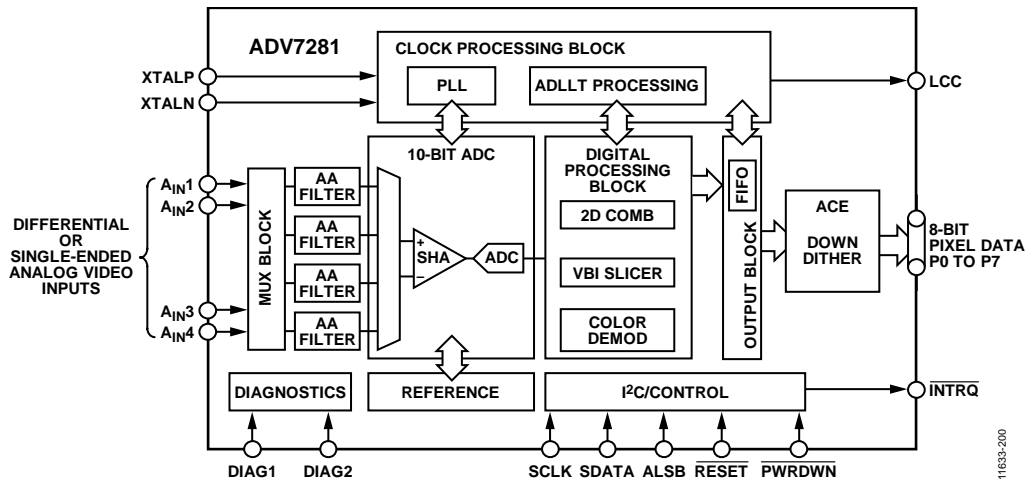 ADV7281
CLOCK PROCESSING BLOCK
PLL
ADLLT PROCESSING
XTALP
XTALN
LCC
10-BIT ADC
DIGITAL
PROCESSING
BLOCK
2D COMB
VBI SLICER
COLOR
DEMOD
FIFO
OUTPUT BLOCK
ACE
DOWN
DITHER
8-BIT
PIXEL DATA
P0 TO P7
DIFFERENTIAL
OR
SINGLE-ENDED
ANALOG VIDEO
INPUTS
AIN1
AIN2
AIN3
AIN4
MUX BLOCK
AA
FILTER
AA
FILTER
AA
FILTER
AA
FILTER
+
SHA
–
ADC
DIAGNOSTICS
REFERENCE
I2C/CONTROL
INTRQ
DIAG1
DIAG2
SCLK
SDATA
ALSB
RESET
PWRDWN
11633-200